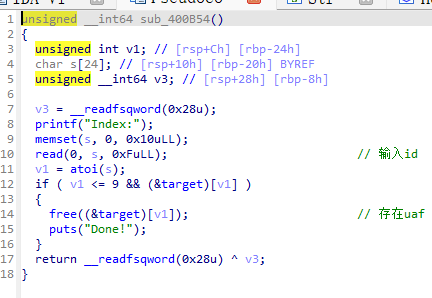 Pseudoco
1 unsigned __int64 sub_400B54()
2 {
3 unsigned int v1; // [rsp+Ch] [rbp-24h]
4 char s[24]; // [rsp+10h] [rbp-20h] BYREF
5 unsigned __int64 v3; // [rsp+28h] [rbp-8h]
6
7 v3 = __readfsqword(0x28u);
8 printf("Index:");
9 memset(s, 0, 0x10uLL);
10 read(0, s, 0xFuLL); // 输入id
11 v1 = atoi(s);
12 if ( v1 <= 9 && (&target)[v1] )
13 {
14 free((&target)[v1]); // 存在uaf
15 puts("Done!");
16 }
17 return __readfsqword(0x28u) ^ v3;
18 }